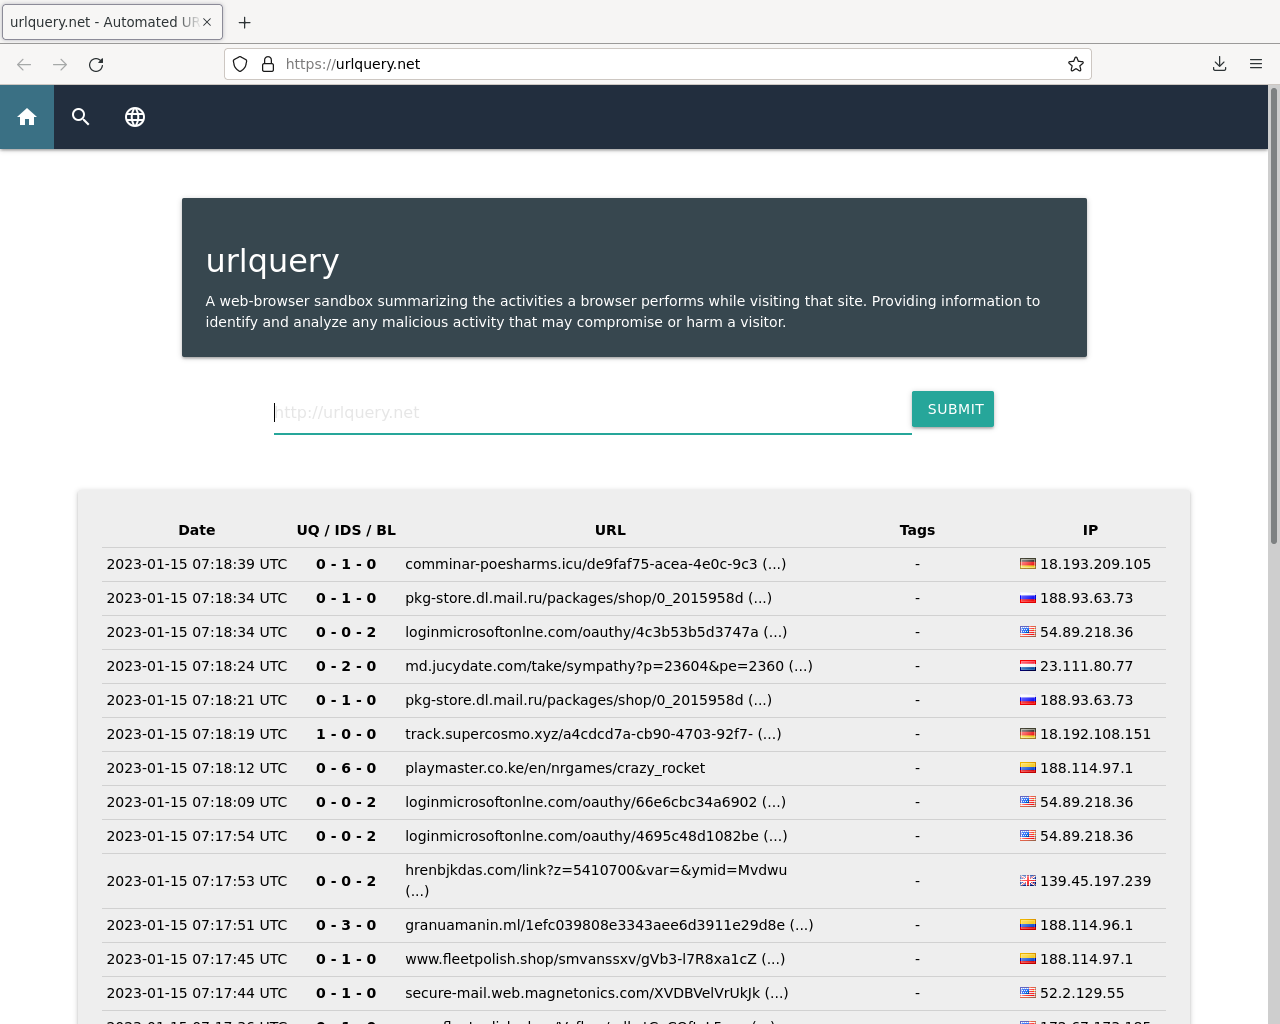 urlquery.net - Automated UR
https://urlquery.net
urlquery
A web-browser sandbox summarizing the activities a browser performs while visiting that site. Providing information to
identify and analyze any malicious activity that may compromise or harm a visitor.
http://urlquery.net
SUBMIT
Date UQ / IDS / BL URL Tags IP
2023-01-15 07:18:39 UTC 0 - 1 - 0 comminar-poesharms.icu/de9faf75-acea-4e0c-9c3 (...) - 18.193.209.105
2023-01-15 07:18:34 UTC 0 - 1 - 0 pkg-store.dl.mail.ru/packages/shop/0_2015958d (...) - 188.93.63.73
2023-01-15 07:18:34 UTC 0 - 0 - 2 loginmicrosoftonlne.com/oauthy/4c3b53b5d3747a (...) - 54.89.218.36
2023-01-15 07:18:24 UTC 0 - 2 - 0 md.jucydate.com/take/sympathy?p=23604&pe=2360 (...) - 23.111.80.77
2023-01-15 07:18:21 UTC 0 - 1 - 0 pkg-store.dl.mail.ru/packages/shop/0_2015958d (...) - 188.93.63.73
2023-01-15 07:18:19 UTC 1 - 0 - 0 track.supercosmo.xyz/a4cdcd7a-cb90-4703-92f7- (...) - 18.192.108.151
2023-01-15 07:18:12 UTC 0 - 6 - 0 playmaster.co.ke/en/nrgames/crazy_rocket - 188.114.97.1
2023-01-15 07:18:09 UTC 0 - 0 - 2 loginmicrosoftonlne.com/oauthy/66e6cbc34a6902 (...) - 54.89.218.36
2023-01-15 07:17:54 UTC 0 - 0 - 2 loginmicrosoftonlne.com/oauthy/4695c48d1082be (...) - 54.89.218.36
2023-01-15 07:17:53 UTC 0 - 0 - 2 hrenbjkdas.com/link?z=5410700&var=&ymid=Mvdwu - 139.45.197.239
(...)
2023-01-15 07:17:51 UTC 0 - 3 - 0 granuamanin.ml/1efc039808e3343aee6d3911e29d8e (...) - 188.114.96.1
2023-01-15 07:17:45 UTC 0 - 1 - 0 www.fleetpolish.shop/smvanssxv/gVb3-l7R8xa1cZ (...) - 188.114.97.1
2023-01-15 07:17:44 UTC 0 - 1 - 0 secure-mail.web.magnetonics.com/XVDBVelVrUkJk (...) - 52.2.129.55